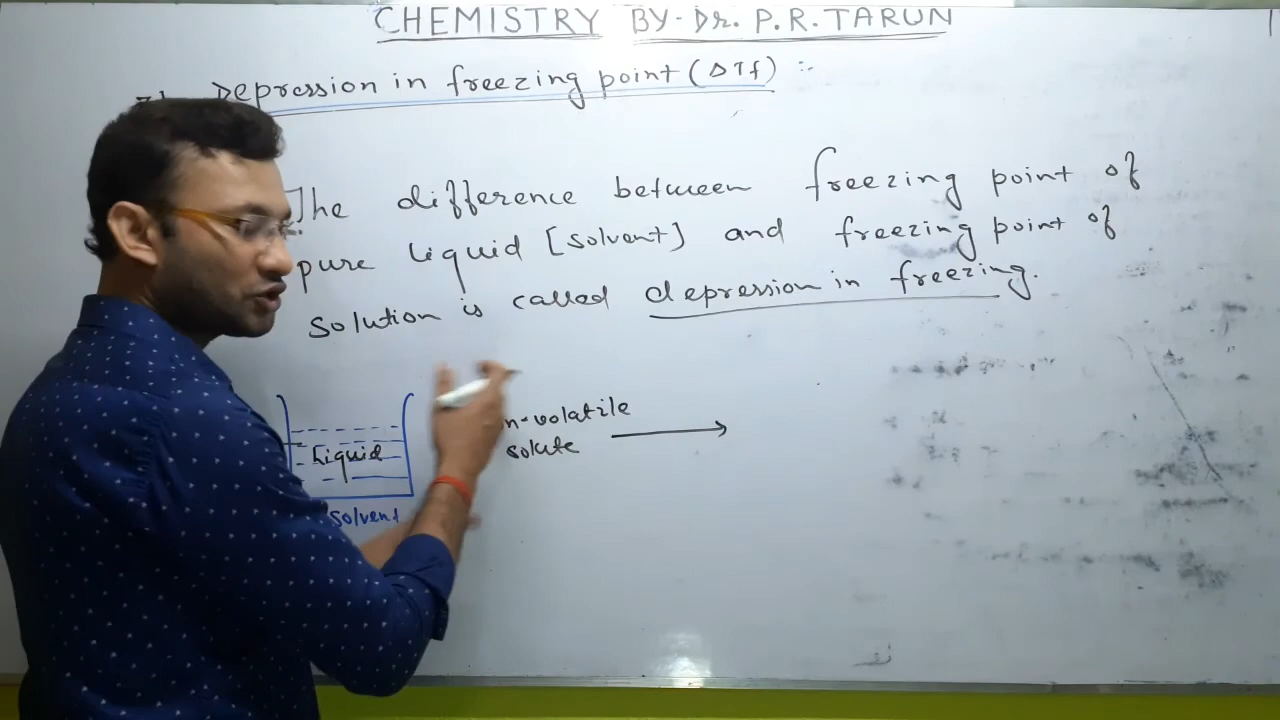 CHEMISTRY BY- Dr. P.R. TARUN
Depression in freezing point (ΔTf) :-
The difference between freezing point of
pure liquid [solvent] and freezing point of
solution is called depression in freezing.
n-volatile
solute
Liquid
solvent